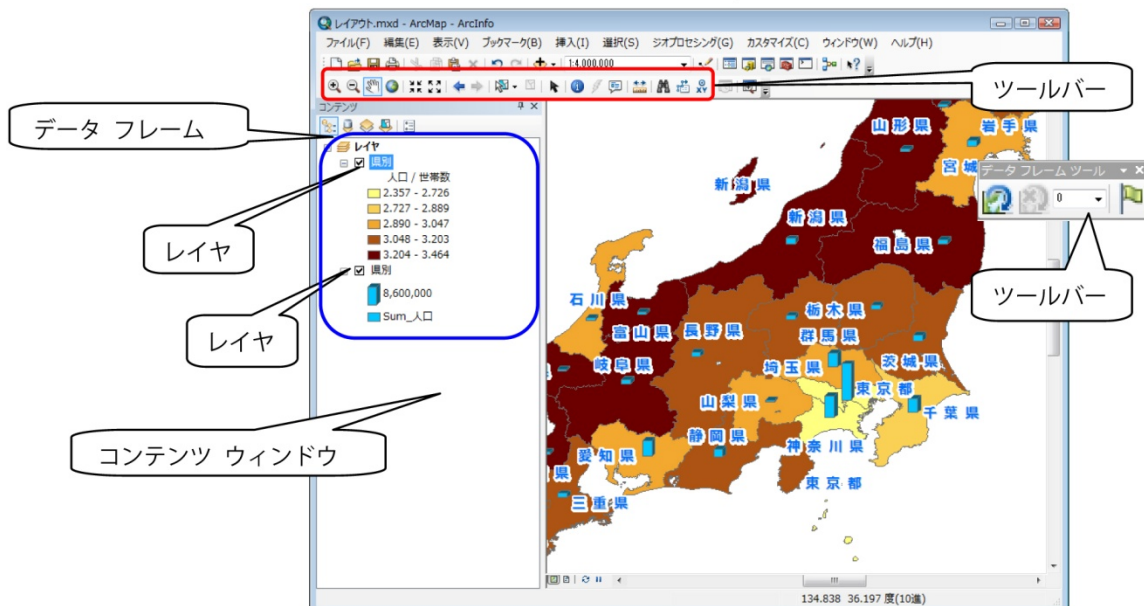 レイアウト.mxd - ArcMap - ArcInfo
ファイル(F) 編集(E) 表示(V) ブックマーク(B) 挿入(I) 選択(S) ジオプロセシング(G) カスタマイズ(C) ウィンドウ(W) ヘルプ(H)
1:4,000,000
ツールバー
コンテンツ
データ フレーム
レイヤ
県別
人口 / 世帯数
2.357 - 2.726
2.727 - 2.889
2.890 - 3.047
3.048 - 3.203
3.204 - 3.464
県別
8,600,000
Sum_人口
レイヤ
レイヤ
コンテンツ ウィンドウ
データ フレーム ツール
0
ツールバー
山形県
岩手県
宮城
新潟県
新潟県
福島県
石川県
富山県
長野県
栃木県
群馬県
岐阜県
埼玉県
茨城県
東京都
山梨県
千葉県
静岡県
神奈川県
愛知県
県
東京都
三重県
134.838 36.197 度(10進)